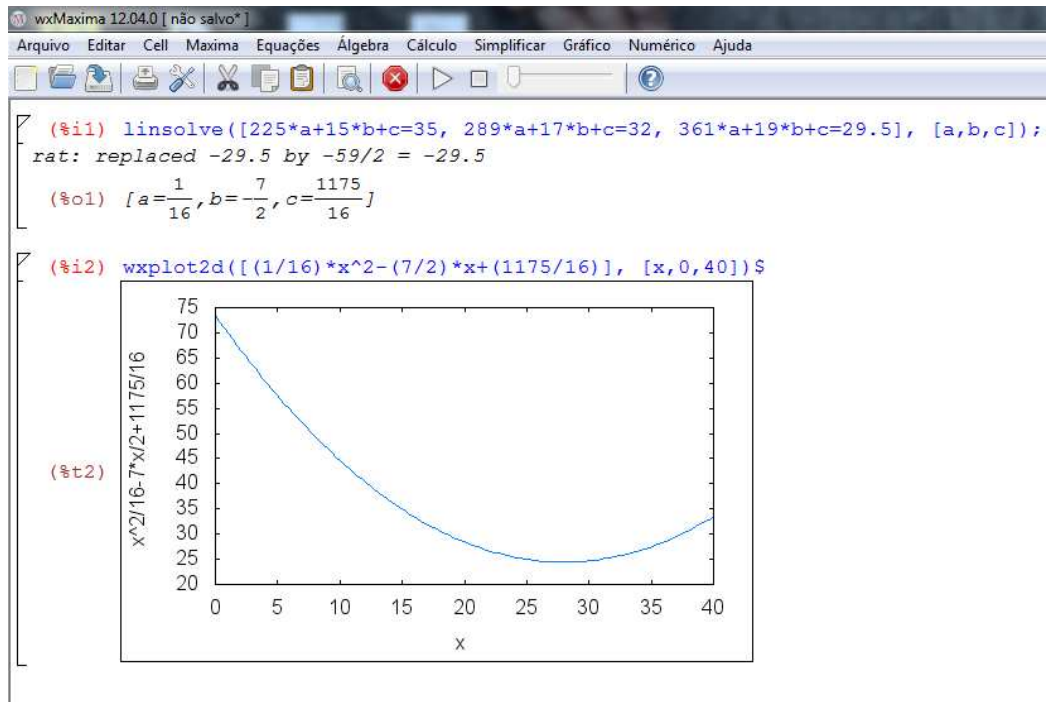 wxMaxima 12.04.0 [ não salvo* ]
Arquivo Editar Cell Maxima Equações Álgebra Cálculo Simplificar Gráfico Numérico Ajuda
(%i1) linsolve([225*a+15*b+c=35, 289*a+17*b+c=32, 361*a+19*b+c=29.5], [a,b,c]);
rat: replaced -29.5 by -59/2 = -29.5
(%o1) [a=1/16,b=-7/2,c=1175/16]
(%i2) wxplot2d([(1/16)*x^2-(7/2)*x+(1175/16)], [x,0,40])$
(%t2)
x^2/16-7*x/2+1175/16
75
70
65
60
55
50
45
40
35
30
25
20
0 5 10 15 20 25 30 35 40
x